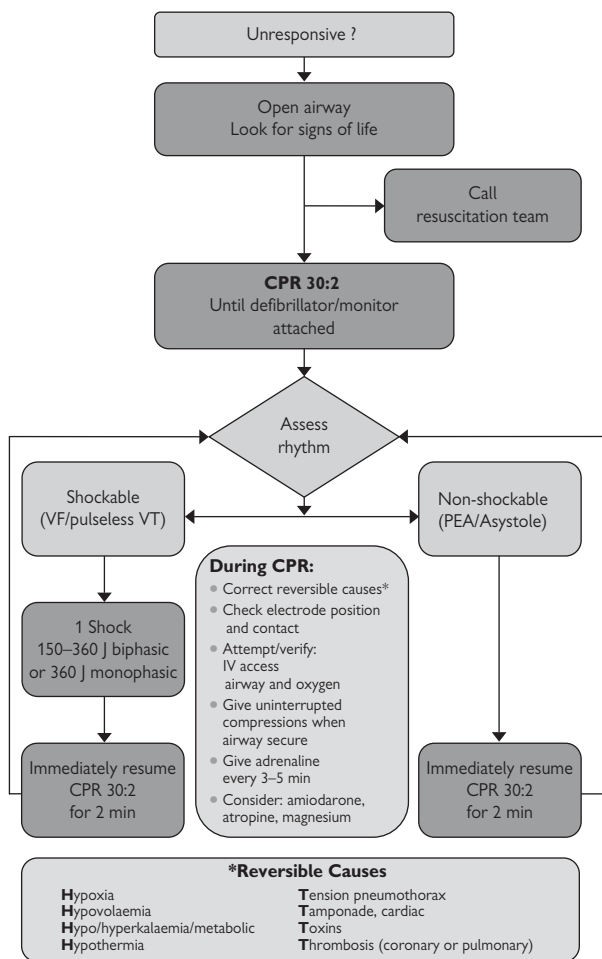 Unresponsive ?
Open airway
Look for signs of life
Call
resuscitation team
CPR 30:2
Until defibrillator/monitor
attached
Assess
rhythm
Shockable
(VF/pulseless VT)
Non-shockable
(PEA/Asystole)
1 Shock
150–360 J biphasic
or 360 J monophasic
Immediately resume
CPR 30:2
for 2 min
During CPR:
• Correct reversible causes*
• Check electrode position
and contact
• Attempt/verify:
IV access
airway and oxygen
• Give uninterrupted
compressions when
airway secure
• Give adrenaline
every 3–5 min
• Consider: amiodarone,
atropine, magnesium
Immediately resume
CPR 30:2
for 2 min
*Reversible Causes
Hypoxia
Hypovolaemia
Hypo/hyperkalaemia/metabolic
Hypothermia
Tension pneumothorax
Tamponade, cardiac
Toxins
Thrombosis (coronary or pulmonary)